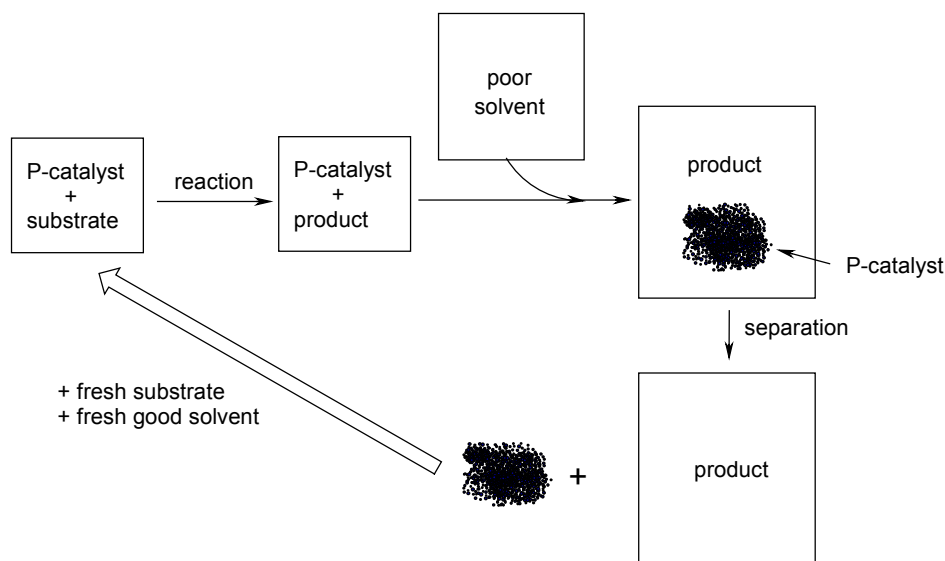 poor
solvent
P-catalyst
+
substrate
reaction
P-catalyst
+
product
product
P-catalyst
separation
+ fresh substrate
+ fresh good solvent
+
product